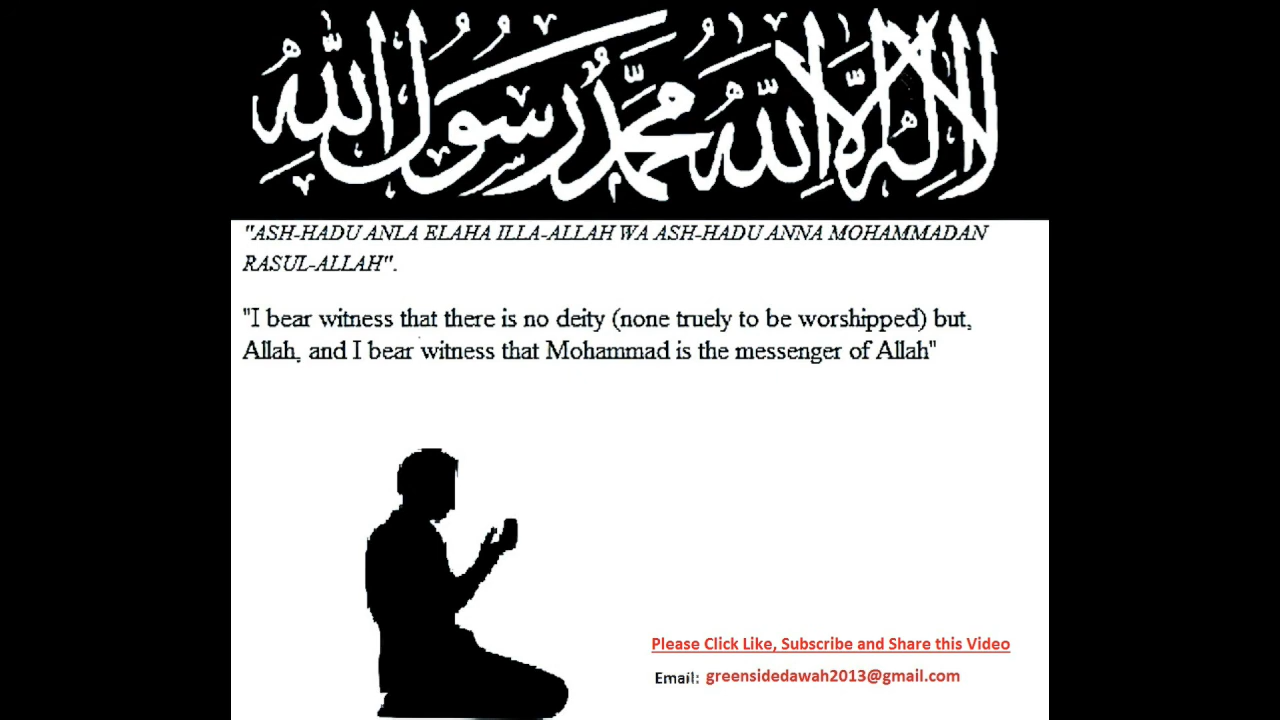 لا إله إلا الله محمد رسول الله
"ASH-HADU ANLA ELAHA ILLA-ALLAH WA ASH-HADU ANNA MOHAMMADAN
RASUL-ALLAH".
"I bear witness that there is no deity (none truely to be worshipped) but,
Allah, and I bear witness that Mohammad is the messenger of Allah"
Please Click Like, Subscribe and Share this Video
Email: greensidedawah2013@gmail.com